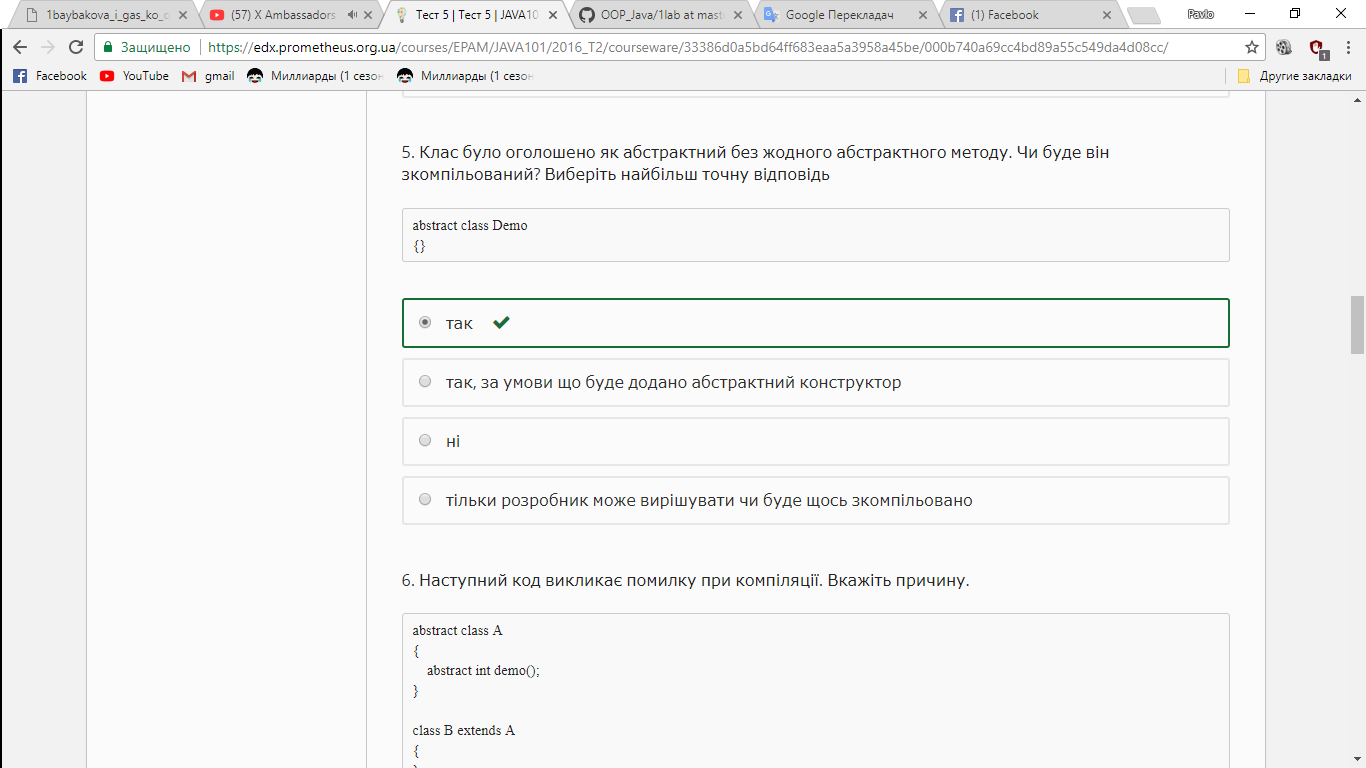 1baybakova_i_gas_ko_o
(57) X Ambassadors
Тест 5 | Тест 5 | JAVA10
OOP_Java/1lab at mast
Google Перекладач
(1) Facebook
Pavlo
Защищено
https://edx.prometheus.org.ua/courses/EPAM/JAVA101/2016_T2/courseware/33386d0a5bd64ff683eaa5a3958a45be/000b740a69cc4bd89a55c549da4d08cc/
1
Facebook
YouTube
gmail
Миллиарды (1 сезон
Миллиарды (1 сезон
Другие закладки
5. Клас було оголошено як абстрактний без жодного абстрактного методу. Чи буде він
зкомпільований? Виберіть найбільш точну відповідь
abstract class Demo
{}
так
так, за умови що буде додано абстрактний конструктор
ні
тільки розробник може вирішувати чи буде щось зкомпільовано
6. Наступний код викликає помилку при компіляції. Вкажіть причину.
abstract class A
{
abstract int demo();
}
class B extends A
{